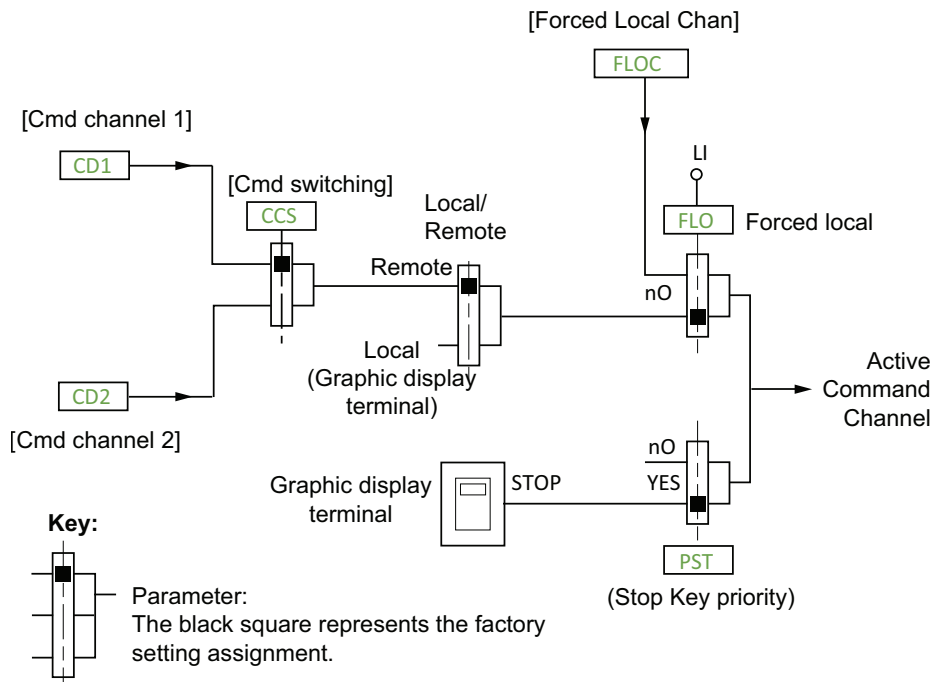 [Forced Local Chan]
FLOC
[Cmd channel 1]
CD1
LI
[Cmd switching]
CCS
Local/
Remote
FLO
Forced local
Remote
nO
Local
(Graphic display
terminal)
Active
Command
Channel
CD2
[Cmd channel 2]
nO
Graphic display
terminal
STOP
YES
PST
(Stop Key priority)
Key:
Parameter:
The black square represents the factory
setting assignment.